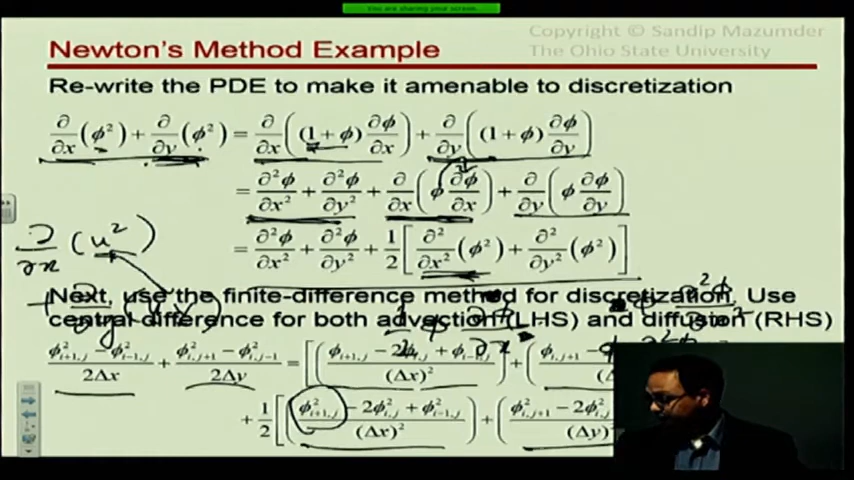 You are sharing your screen.
Copyright © Sandip Mazumder
The Ohio State University
Newton's Method Example
Re-write the PDE to make it amenable to discretization
∂/∂x(ϕ²) + ∂/∂y(ϕ²) = ∂/∂x((1+ϕ)∂ϕ/∂x) + ∂/∂y((1+ϕ)∂ϕ/∂y)
= ∂²ϕ/∂x² + ∂²ϕ/∂y² + ∂/∂x(ϕ ∂ϕ/∂x) + ∂/∂y(ϕ ∂ϕ/∂y)
∂/∂x (u²)
= ∂²ϕ/∂x² + ∂²ϕ/∂y² + 1/2[∂²/∂x²(ϕ²) + ∂²/∂y²(ϕ²)]
Next, use the finite-difference method for discretization. Use
central difference for both advection (LHS) and diffusion (RHS)
(ϕ²i+1,j − ϕ²i−1,j)/2Δx + (ϕ²i,j+1 − ϕ²i,j−1)/2Δy = [((ϕi+1,j − 2ϕi,j + ϕi−1,j)/(Δx)²) + (ϕi,j+1 −
+ 1/2[((ϕ²i+1,j − 2ϕ²i,j + ϕ²i−1,j)/(Δx)²) + (ϕ²i,j+1 − 2ϕ²i,j /(Δy)²